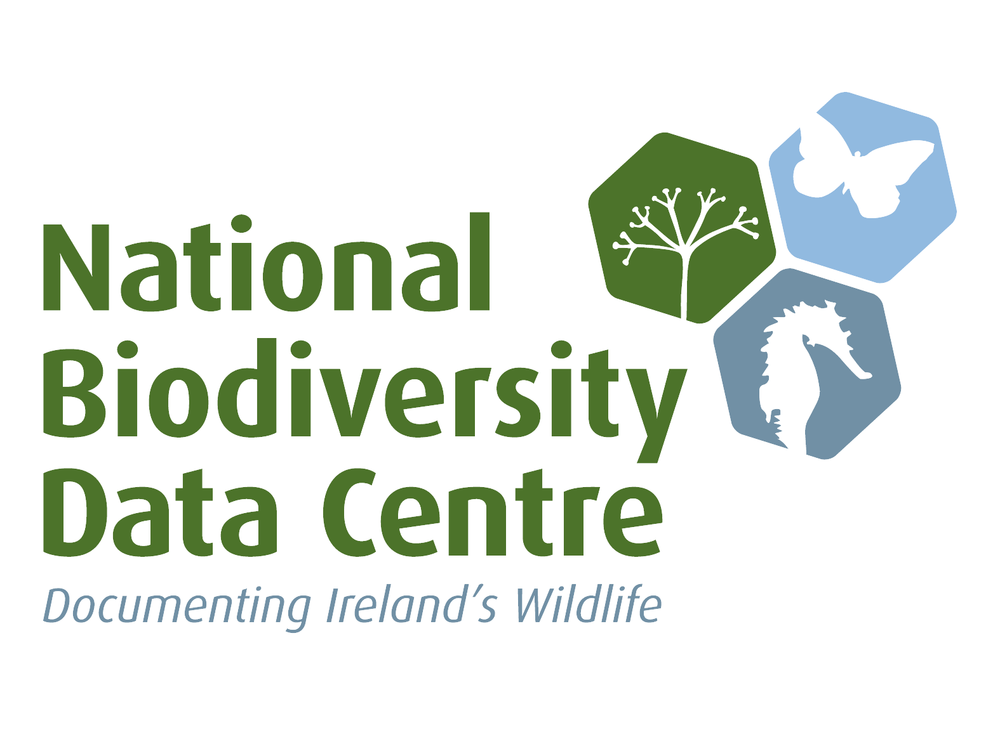 National
Biodiversity
Data Centre
Documenting Ireland's Wildlife